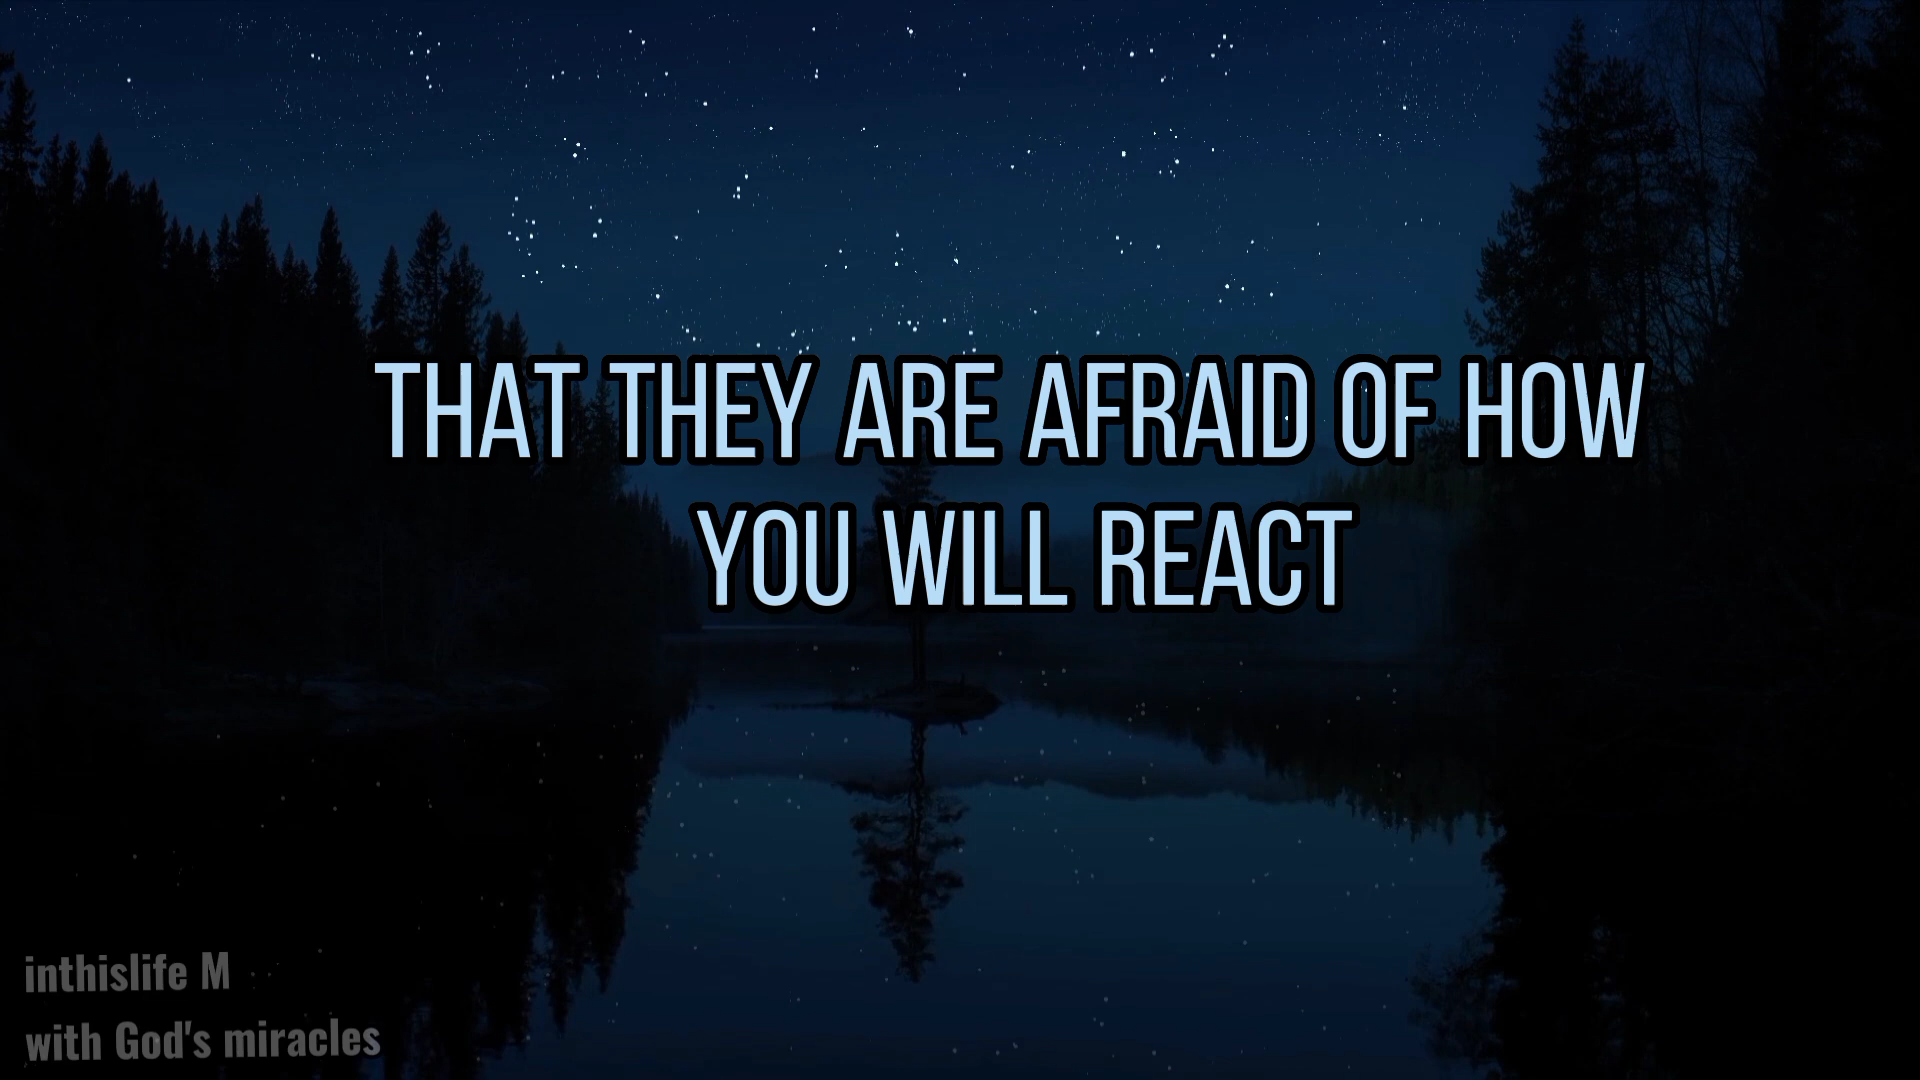 THAT THEY ARE AFRAID OF HOW
YOU WILL REACT
inthislife M
with God's miracles